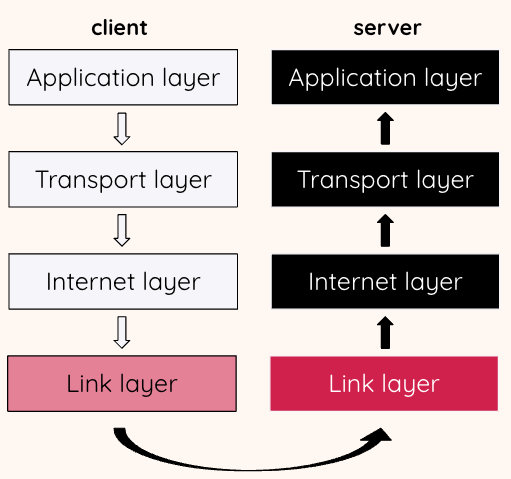 client
server
Application layer
Application layer
Transport layer
Transport layer
Internet layer
Internet layer
Link layer
Link layer